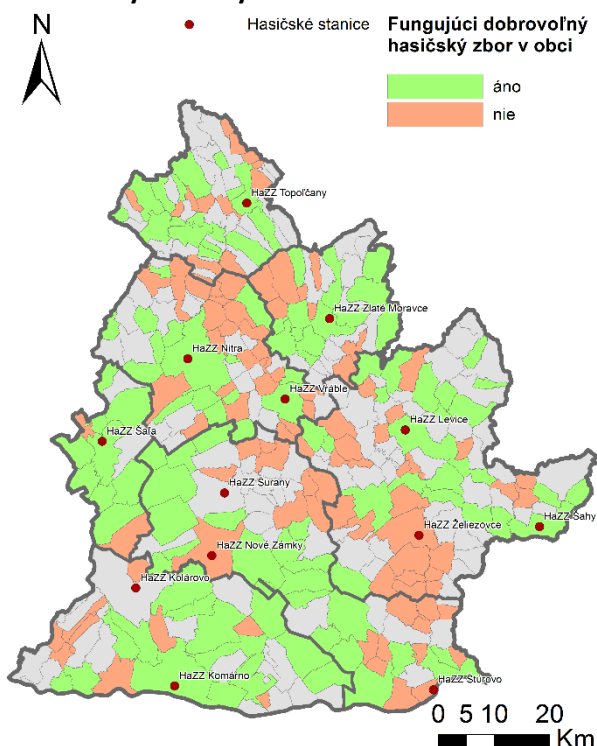 N
Hasičské stanice
Fungujúci dobrovoľný
hasičský zbor v obci
áno
nie
HaZZ Topoľčany
HaZZ Zlaté Moravce
HaZZ Nitra
HaZZ Vráble
HaZZ Levice
HaZZ Šaľa
HaZZ Šurany
HaZZ Želiezovce
HaZZ Šahy
HaZZ Nové Zámky
HaZZ Kolárovo
HaZZ Komárno
HaZZ Štúrovo
0 5 10 20
Km